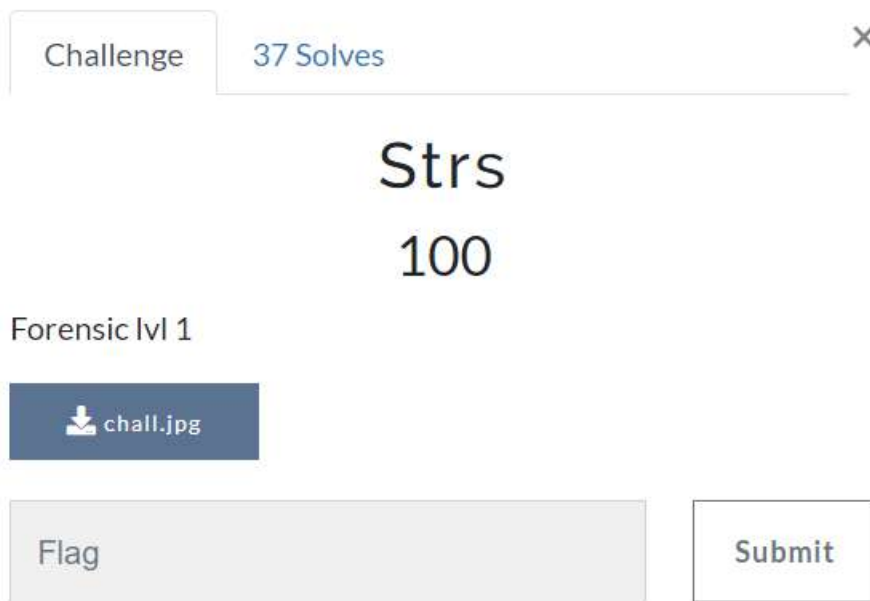 Challenge 37 Solves ×
Strs
100
Forensic lvl 1
chall.jpg
Flag Submit